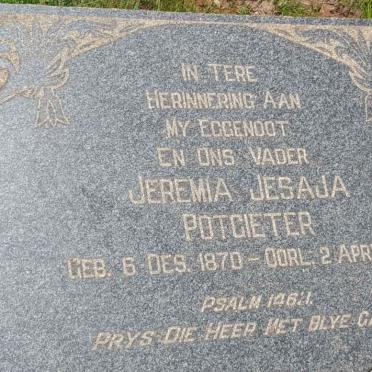 IN TERE
HERINNERING AAN
MY EGGENOOT
EN ONS VADER
JEREMIA JESAJA
POTGIETER
GEB. 6 DES. 1870 - OORL. 2 APR
PSALM 146:1.
PRYS DIE HEER MET BLYE